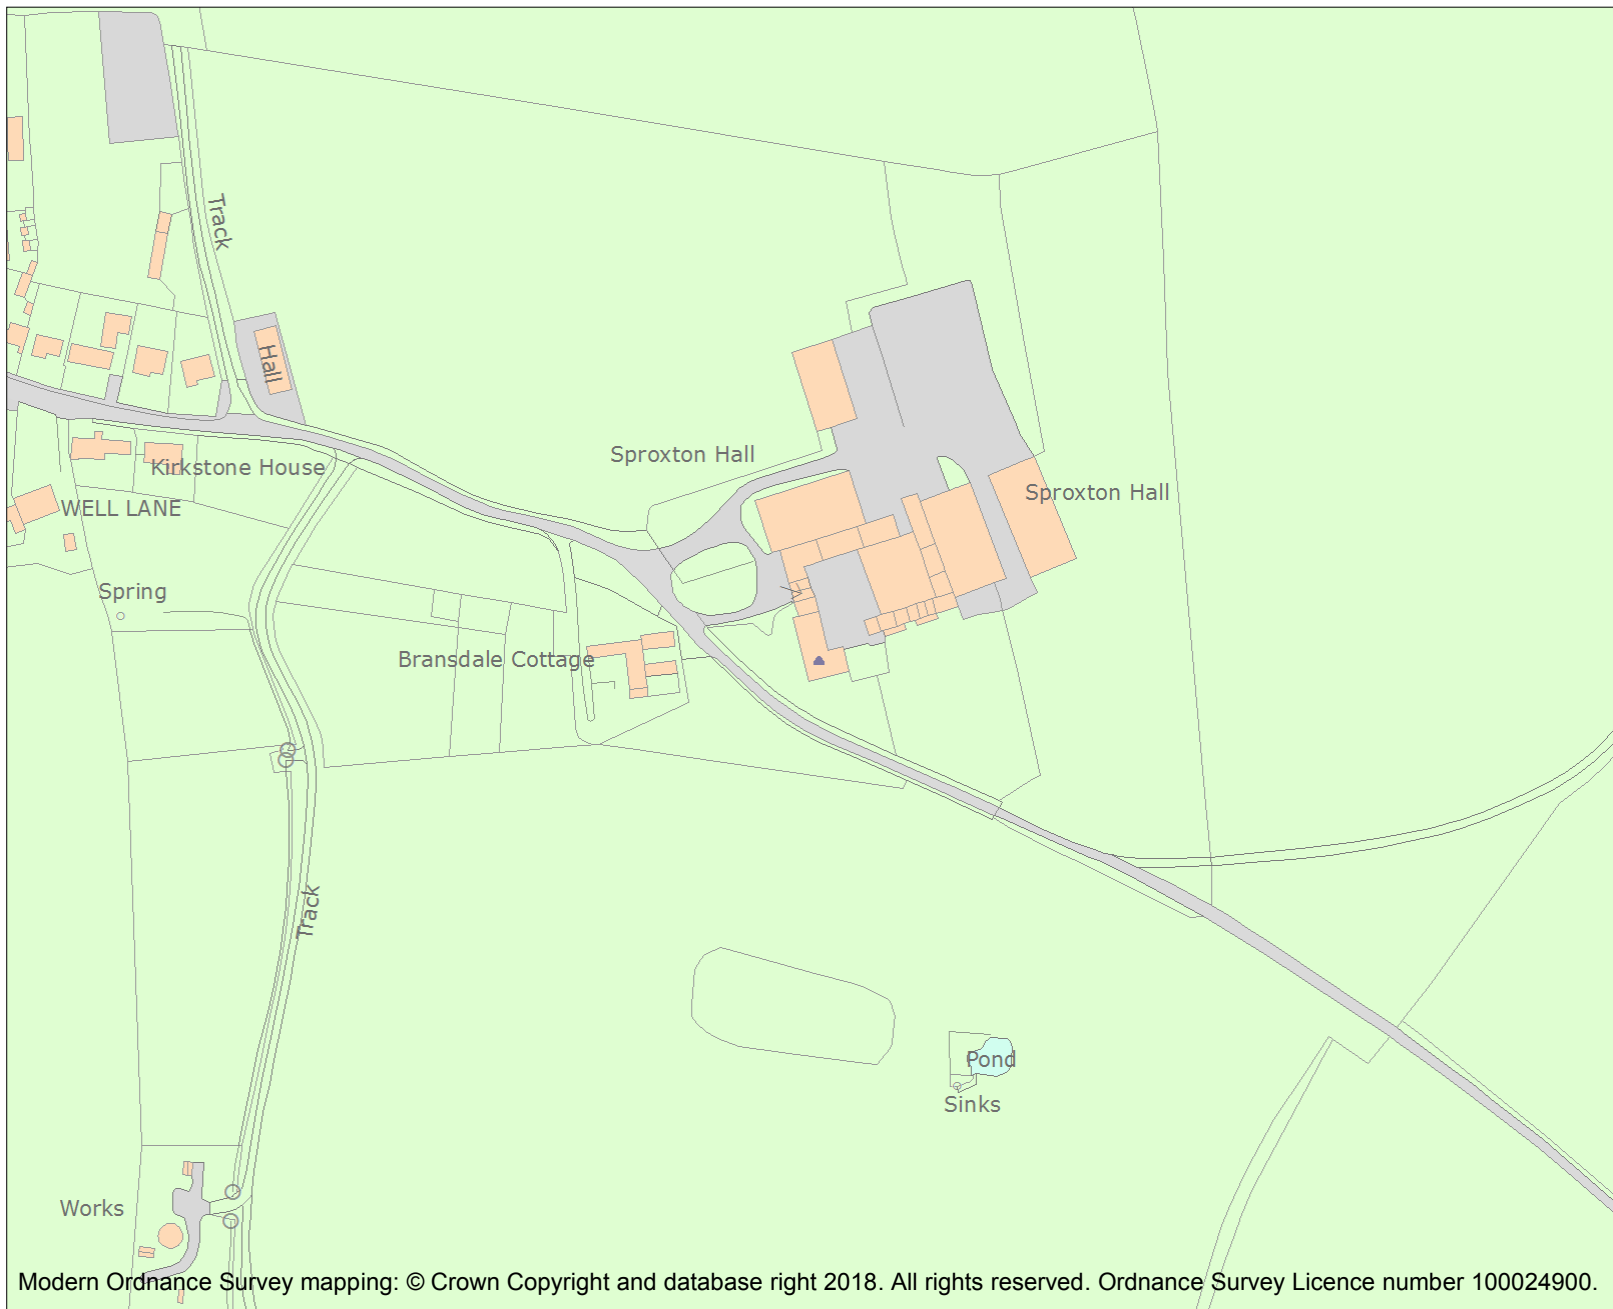 Track
Hall
Sproxton Hall
Kirkstone House
Sproxton Hall
WELL LANE
Spring
Bransdale Cottage
Track
Pond
Sinks
Works
Modern Ordnance Survey mapping: © Crown Copyright and database right 2018. All rights reserved. Ordnance Survey Licence number 100024900.